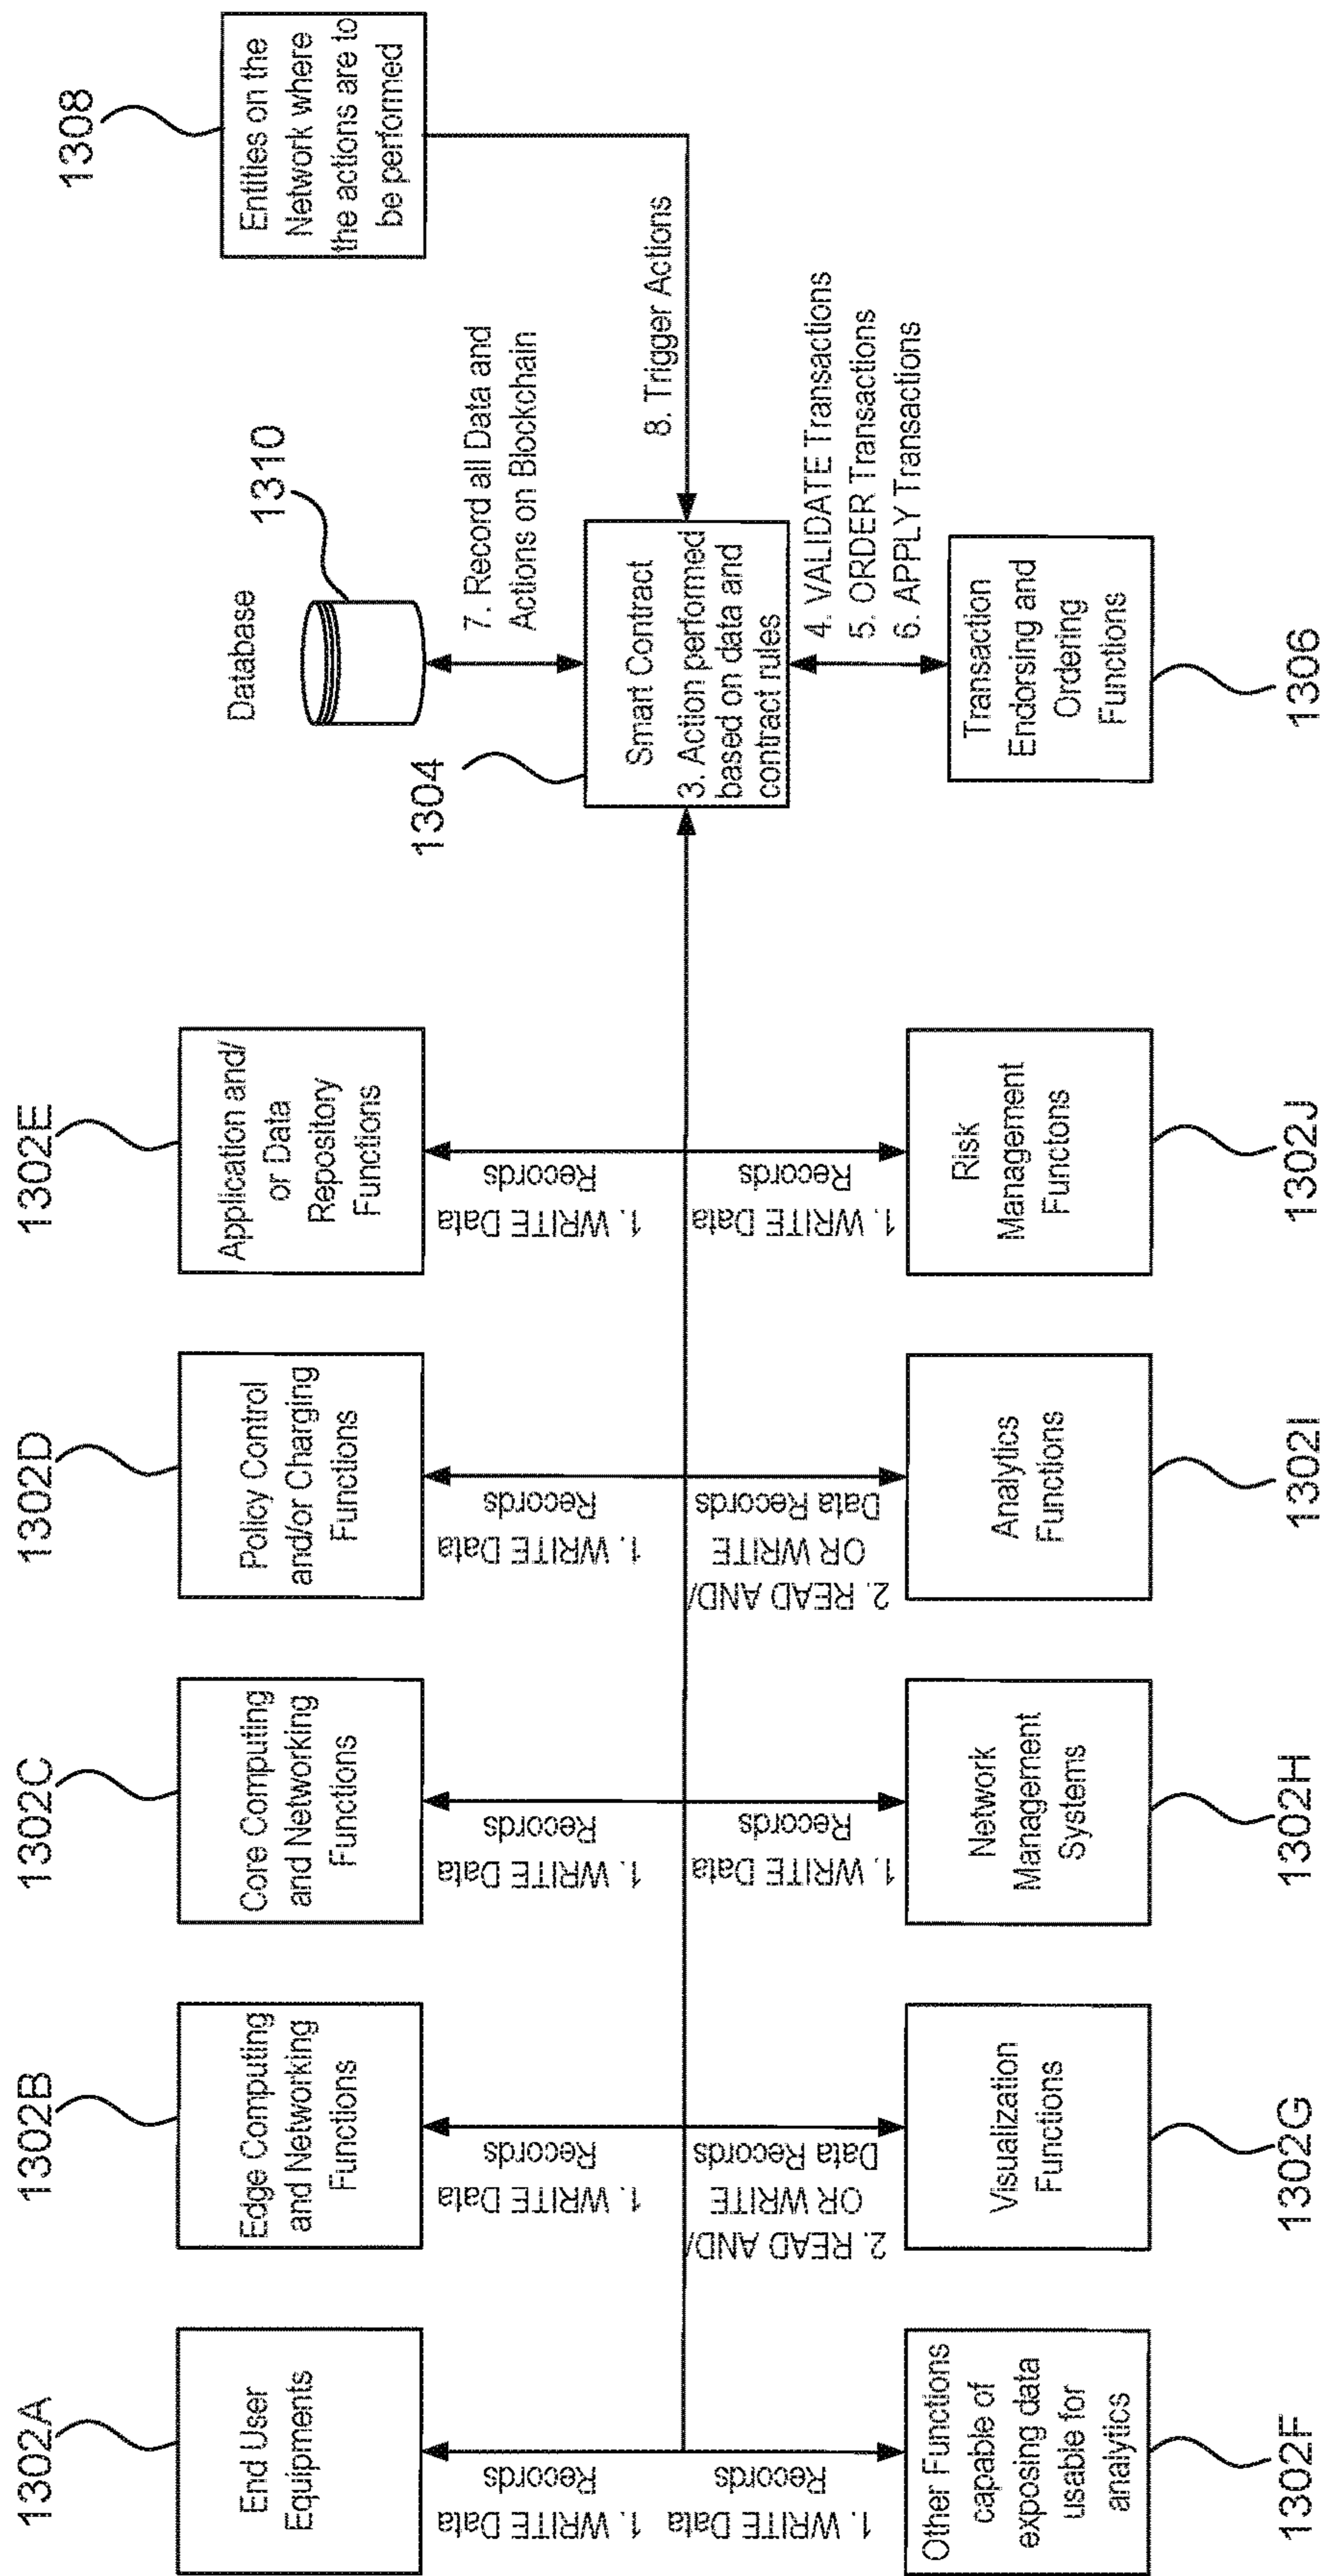 1302A
1302B
1302C
1302D
1302E
End User
Equipments
Edge Computing
and Networking
Functions
Core Computing
and Networking
Functions
Policy Control
and/or Charging
Functions
Application and/
or Data
Repository
Functions
1. WRITE Data
Records
1. WRITE Data
Records
1. WRITE Data
Records
1. WRITE Data
Records
1. WRITE Data
Records
1. WRITE Data
Records
2. READ AND/
OR WRITE
Data Records
1. WRITE Data
Records
2. READ AND/
OR WRITE
Data Records
1. WRITE Data
Records
Other Functions
capable of
exposing data
usable for
analytics
Visualization
Functions
Network
Management
Systems
Analytics
Functions
Risk
Management
Functons
1302F
1302G
1302H
1302I
1302J
Database
1310
1308
Entities on the
Network where
the actions are to
be performed
7. Record all Data and
Actions on Blockchain
1304
Smart Contract
3. Action performed
based on data and
contract rules
8. Trigger Actions
4. VALIDATE Transactions
5. ORDER Transactions
6. APPLY Transactions
Transaction
Endorsing and
Ordering
Functions
1306